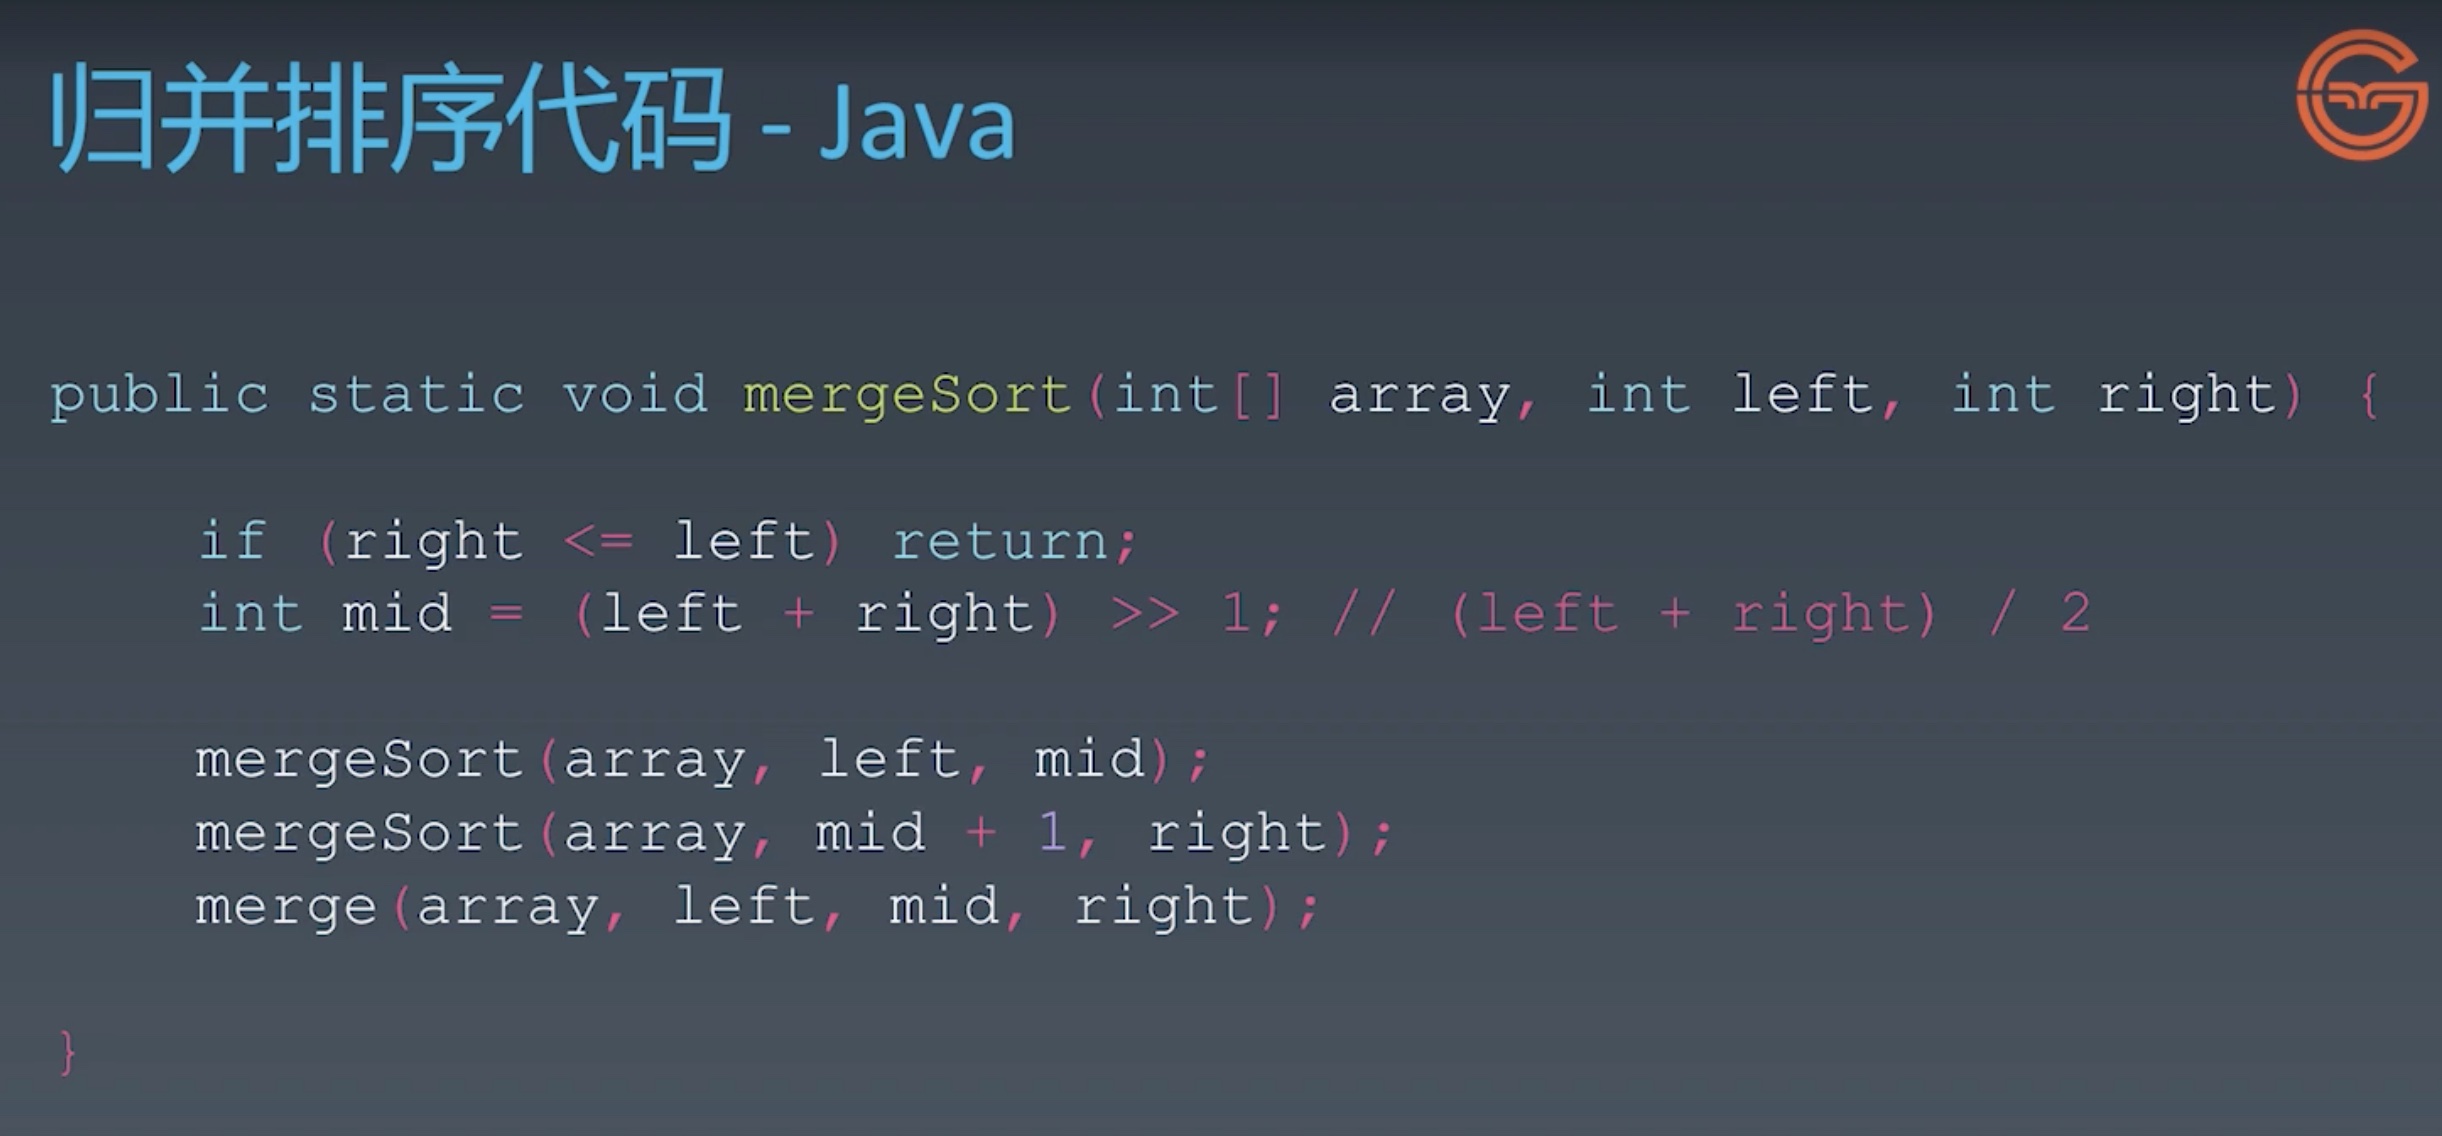 归并排序代码 - Java
public static void mergeSort(int[] array, int left, int right) {
if (right <= left) return;
int mid = (left + right) >> 1; // (left + right) / 2
mergeSort(array, left, mid);
mergeSort(array, mid + 1, right);
merge(array, left, mid, right);
}